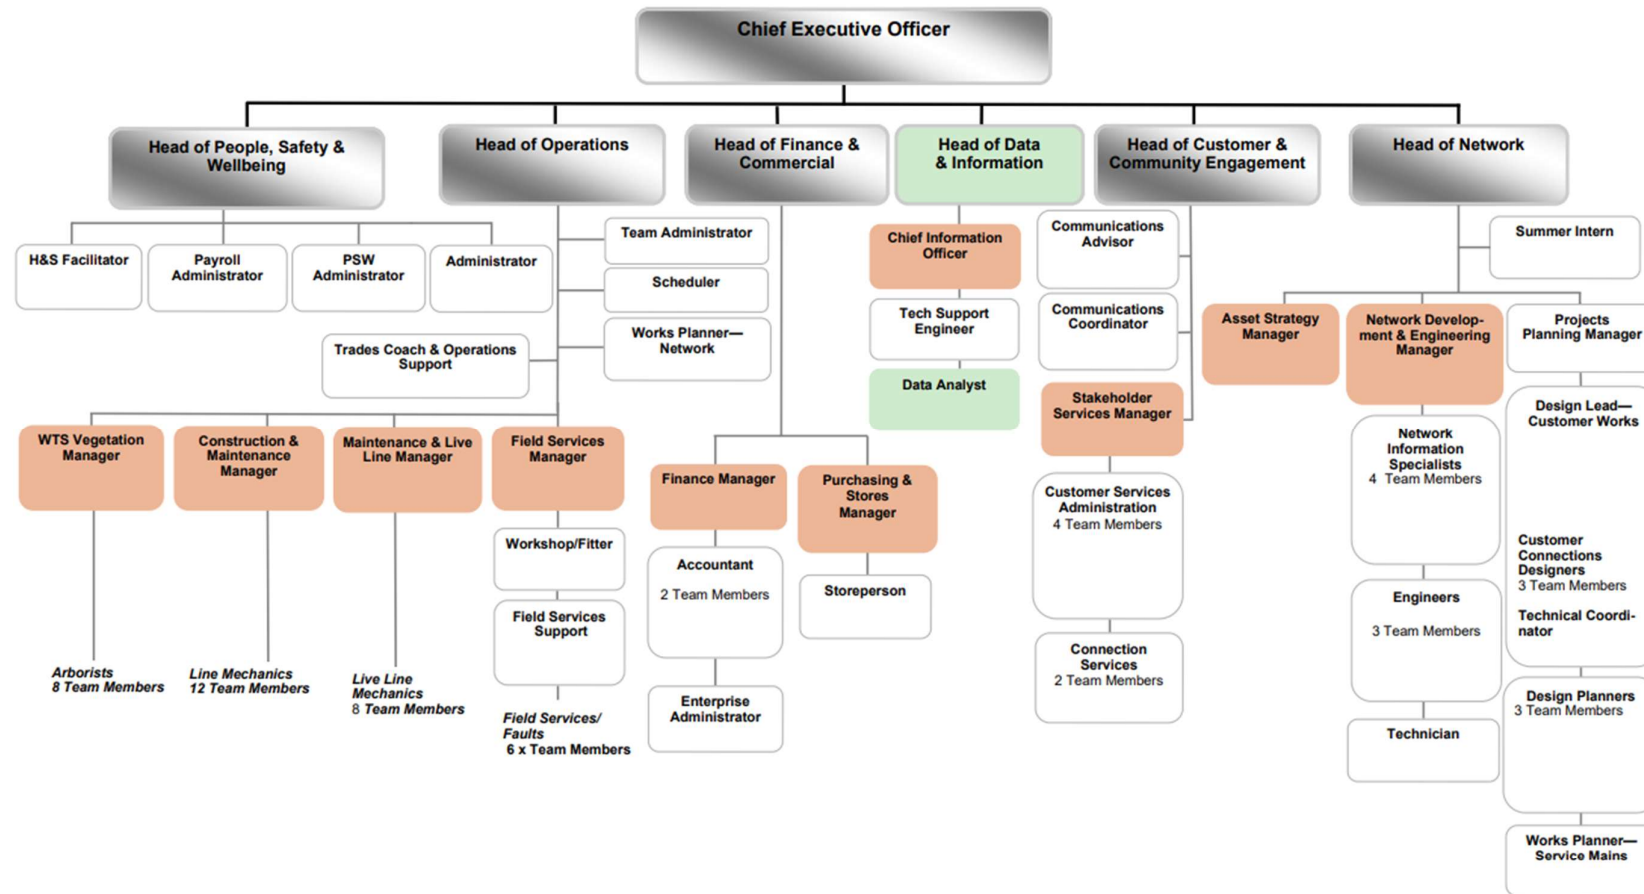 Chief Executive Officer
Head of People, Safety &
Wellbeing
Head of Operations
Head of Finance &
Commercial
Head of Data
& Information
Head of Customer &
Community Engagement
Head of Network
H&S Facilitator
Payroll
Administrator
PSW
Administrator
Administrator
Team Administrator
Scheduler
Works Planner—
Network
Trades Coach & Operations
Support
WTS Vegetation
Manager
Construction &
Maintenance
Manager
Maintenance & Live
Line Manager
Field Services
Manager
Arborists
8 Team Members
Line Mechanics
12 Team Members
Live Line
Mechanics
8 Team Members
Workshop/Fitter
Field Services
Support
Field Services/
Faults
6 x Team Members
Finance Manager
Accountant
2 Team Members
Enterprise
Administrator
Purchasing &
Stores
Manager
Storeperson
Chief Information
Officer
Tech Support
Engineer
Data Analyst
Communications
Advisor
Communications
Coordinator
Stakeholder
Services Manager
Customer Services
Administration
4 Team Members
Connection
Services
2 Team Members
Summer Intern
Asset Strategy
Manager
Network Develop-
ment & Engineering
Manager
Network
Information
Specialists
4 Team Members
Engineers
3 Team Members
Technician
Projects
Planning Manager
Design Lead—
Customer Works
Customer
Connections
Designers
3 Team Members
Technical Coordi-
nator
Design Planners
3 Team Members
Works Planner—
Service Mains